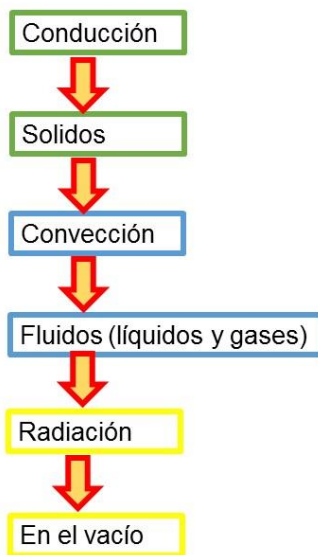 Conducción
Solidos
Convección
Fluidos (líquidos y gases)
Radiación
En el vacío